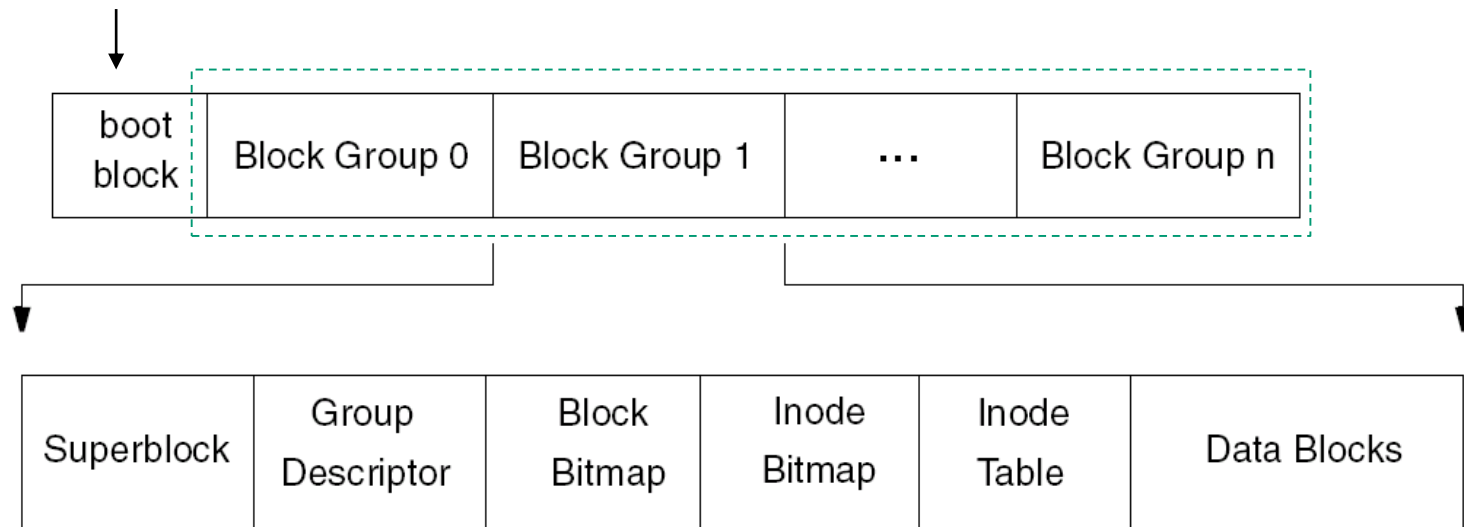 boot
block
Block Group 0
Block Group 1
...
Block Group n
Superblock
Group
Descriptor
Block
Bitmap
Inode
Bitmap
Inode
Table
Data Blocks